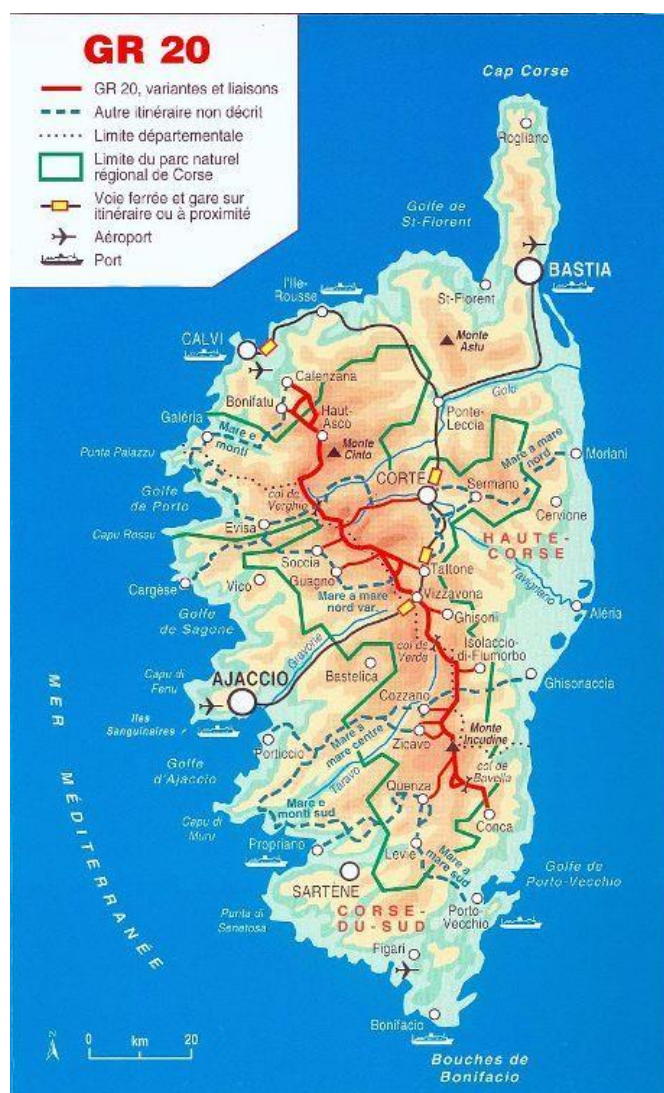 GR 20
GR 20, variantes et liaisons
Autre itinéraire non décrit
Limite départementale
Limite du parc naturel
régional de Corse
Voie ferrée et gare sur
itinéraire ou à proximité
Aéroport
Port
Cap Corse
Rogliano
Golfe de
St-Florent
BASTIA
l'Ile-
Rousse
St-Florent
CALVI
Monte
Astu
Calenzana
Golo
Bonifatu
Ponte-
Leccia
Galéria
Haut-
Asco
Mare e
monti
Monte
Cinto
Punta Palazzu
Mare a mare
nord
Moriani
CORTE
Sermano
Golfe
de Porto
col de
Verghio
Cervione
Evisa
Capu Rossu
HAUTE-
CORSE
Soccia
Tattone
Guagno
Tavignano
Cargèse
Vico
Mare a mare
nord var.
Vizzavona
Aléria
Golfe
de Sagone
Ghisoni
Gravone
col de
Verde
Isolaccio-
di-Fiumorbo
Capu di
Fenu
AJACCIO
Bastelica
Ghisonaccia
Cozzano
Iles
Sanguinaires
Mare a
mare centre
Monte
Incudine
Porticcio
Zicavo
Golfe
d'Ajaccio
Taravo
col de
Bavella
Quenza
Mare e
monti sud
Capu di
Muru
Conca
Propriano
Levie
Mare a
mare sud
Golfe de
Porto-Vecchio
SARTÈNE
Punta di
Senetosa
CORSE-
DU-SUD
Porto-
Vecchio
Figari
MER MÉDITERRANÉE
Bonifacio
N
0 km 20
Bouches de
Bonifacio